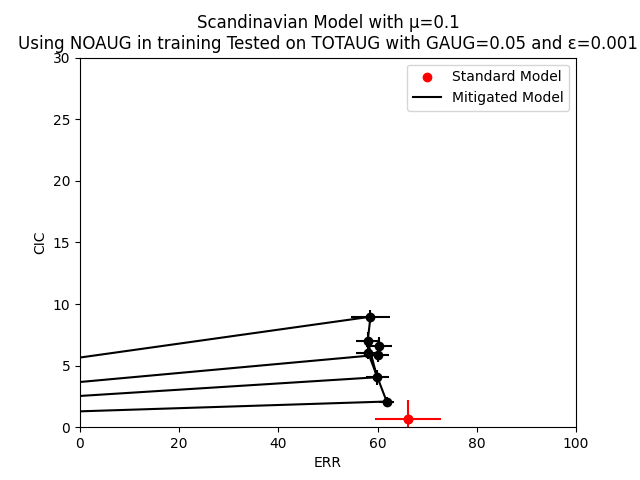 Scandinavian Model with μ=0.1
Using NOAUG in training Tested on TOTAUG with GAUG=0.05 and ε=0.001
Standard Model
Mitigated Model
30
25
20
15
10
5
0
CIC
0 20 40 60 80 100
ERR